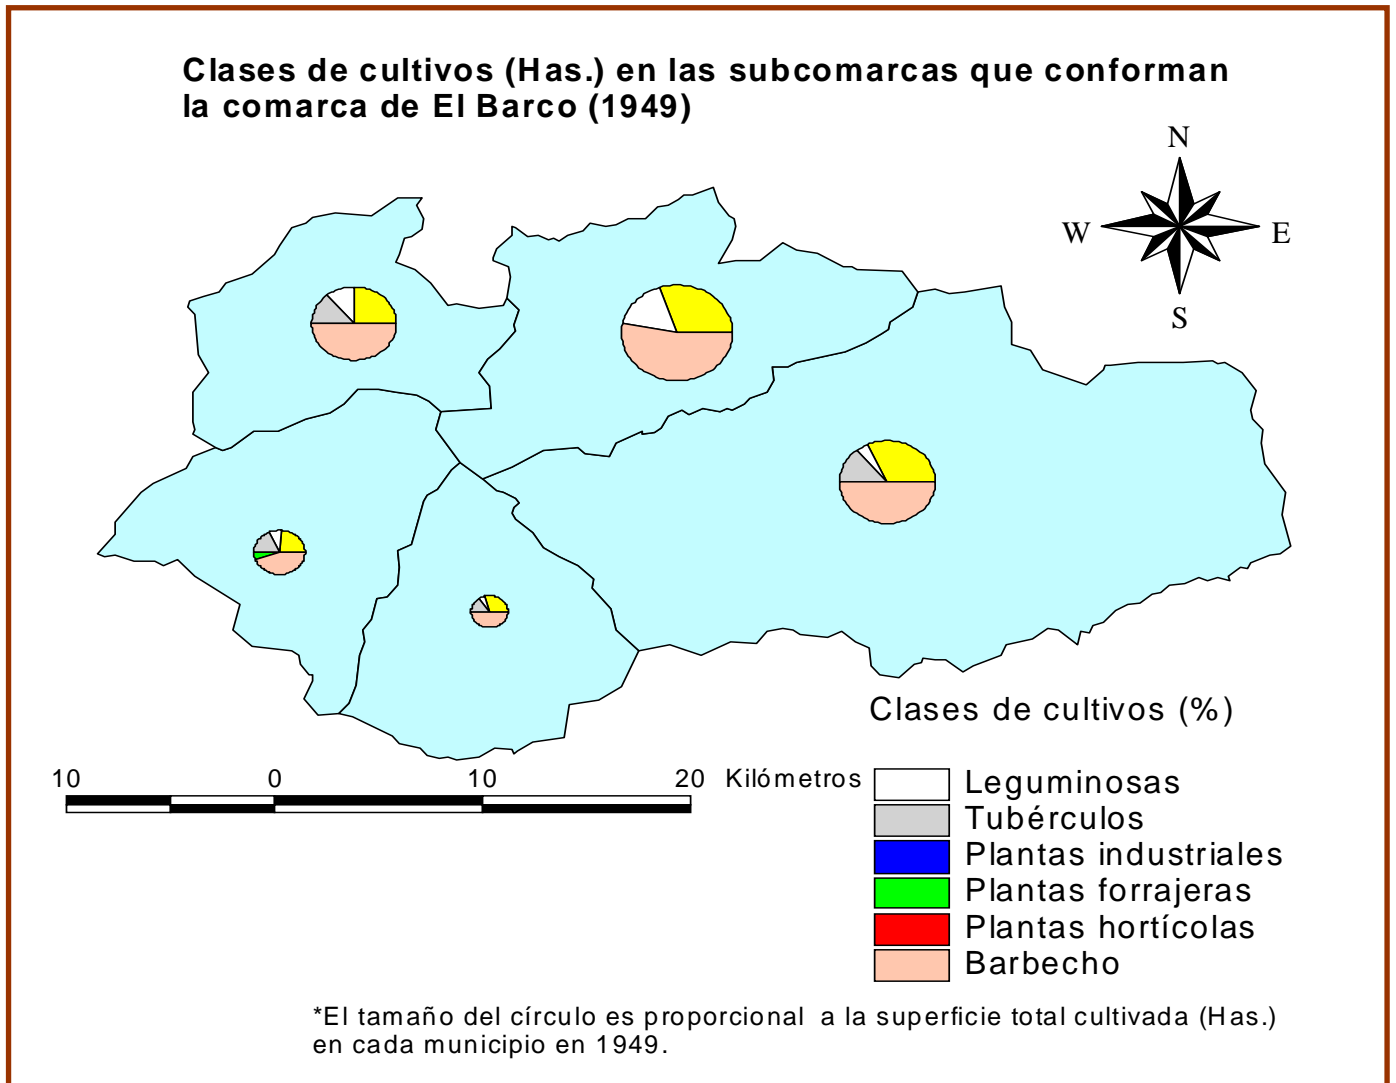 Clases de cultivos (Has.) en las subcomarcas que conforman
la comarca de El Barco (1949)
N
W E
S
Clases de cultivos (%)
10 0 10 20 Kilómetros
Leguminosas
Tubérculos
Plantas industriales
Plantas forrajeras
Plantas hortícolas
Barbecho
*El tamaño del círculo es proporcional a la superficie total cultivada (Has.)
en cada municipio en 1949.